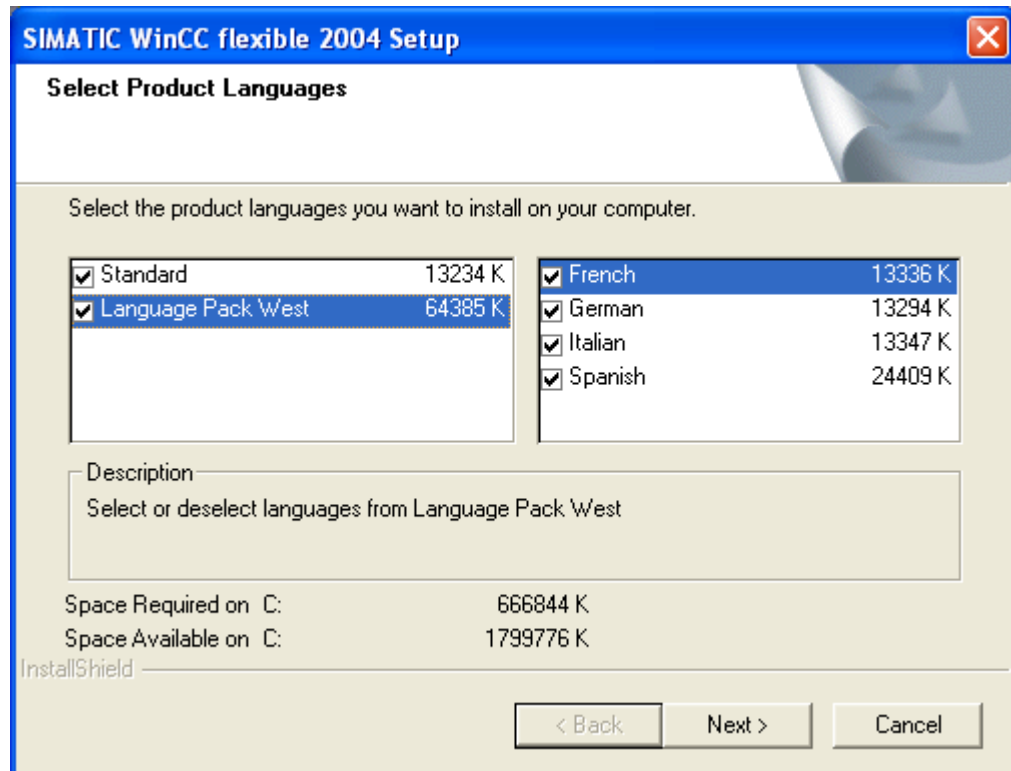 SIMATIC WinCC flexible 2004 Setup
Select Product Languages
Select the product languages you want to install on your computer.
Standard 13234 K
Language Pack West 64385 K
French 13336 K
German 13294 K
Italian 13347 K
Spanish 24409 K
Description
Select or deselect languages from Language Pack West
Space Required on C: 666844 K
Space Available on C: 1799776 K
InstallShield
< Back Next > Cancel